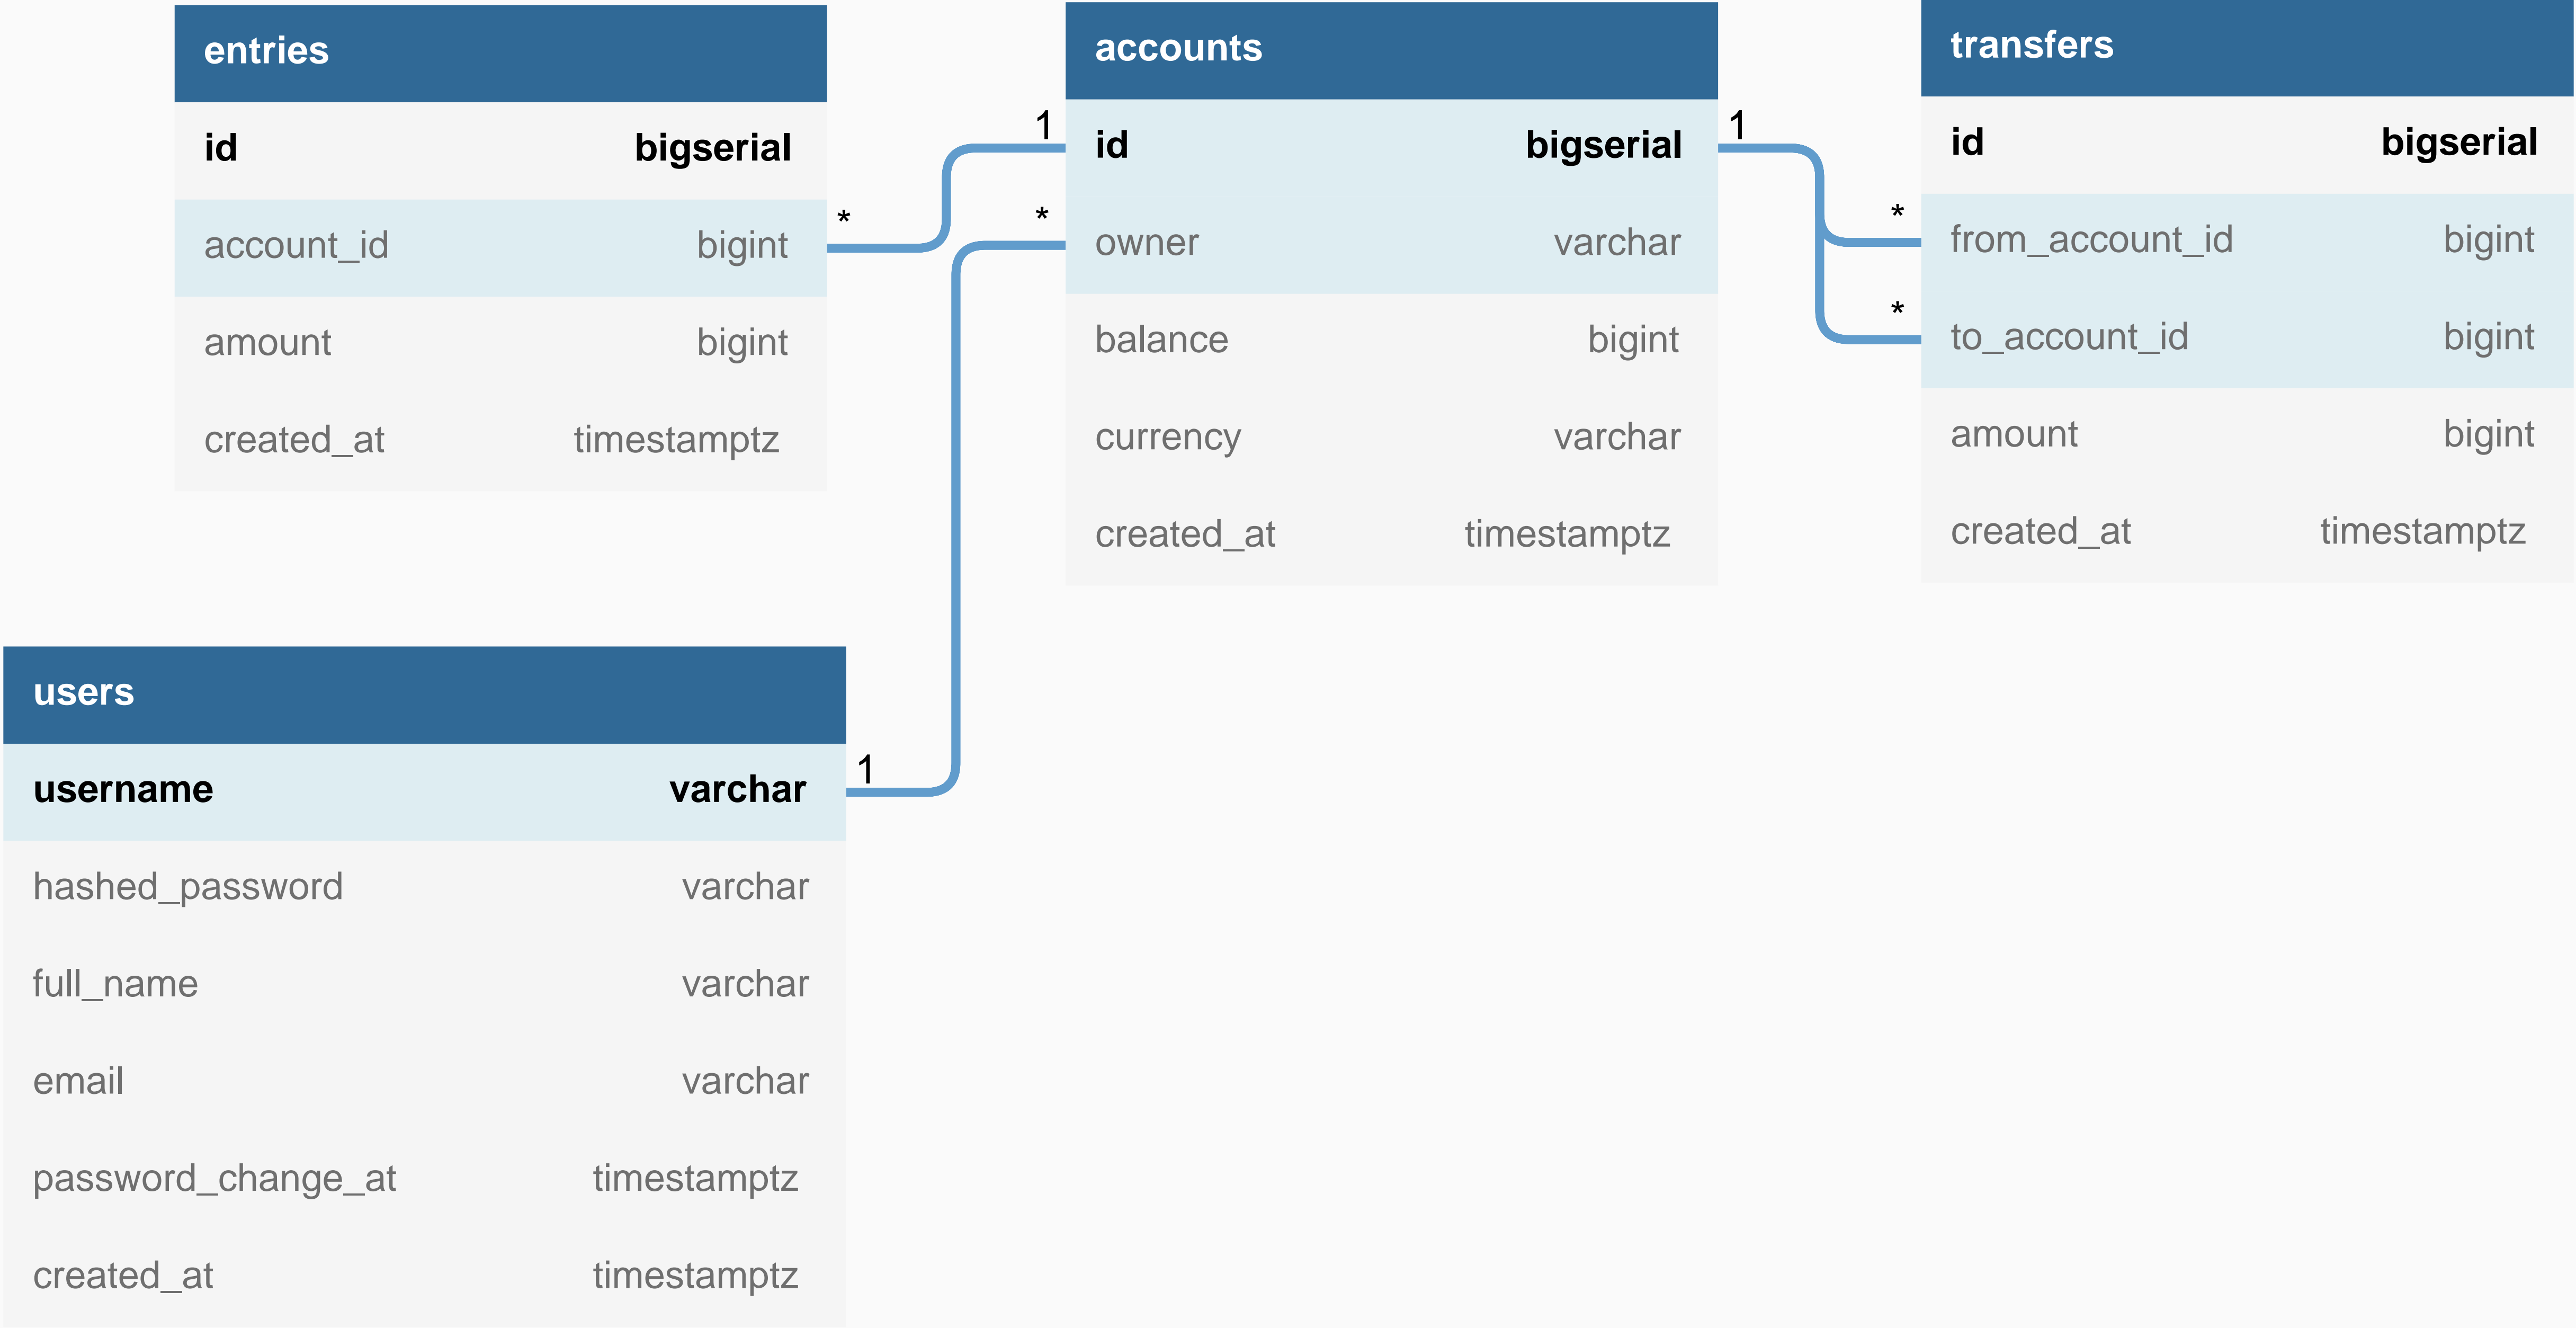 entries
id bigserial
account_id bigint
amount bigint
created_at timestamptz
* 1
*
accounts
id bigserial
owner varchar
balance bigint
currency varchar
created_at timestamptz
1
*
*
transfers
id bigserial
from_account_id bigint
to_account_id bigint
amount bigint
created_at timestamptz
users
username varchar
1
hashed_password varchar
full_name varchar
email varchar
password_change_at timestamptz
created_at timestamptz